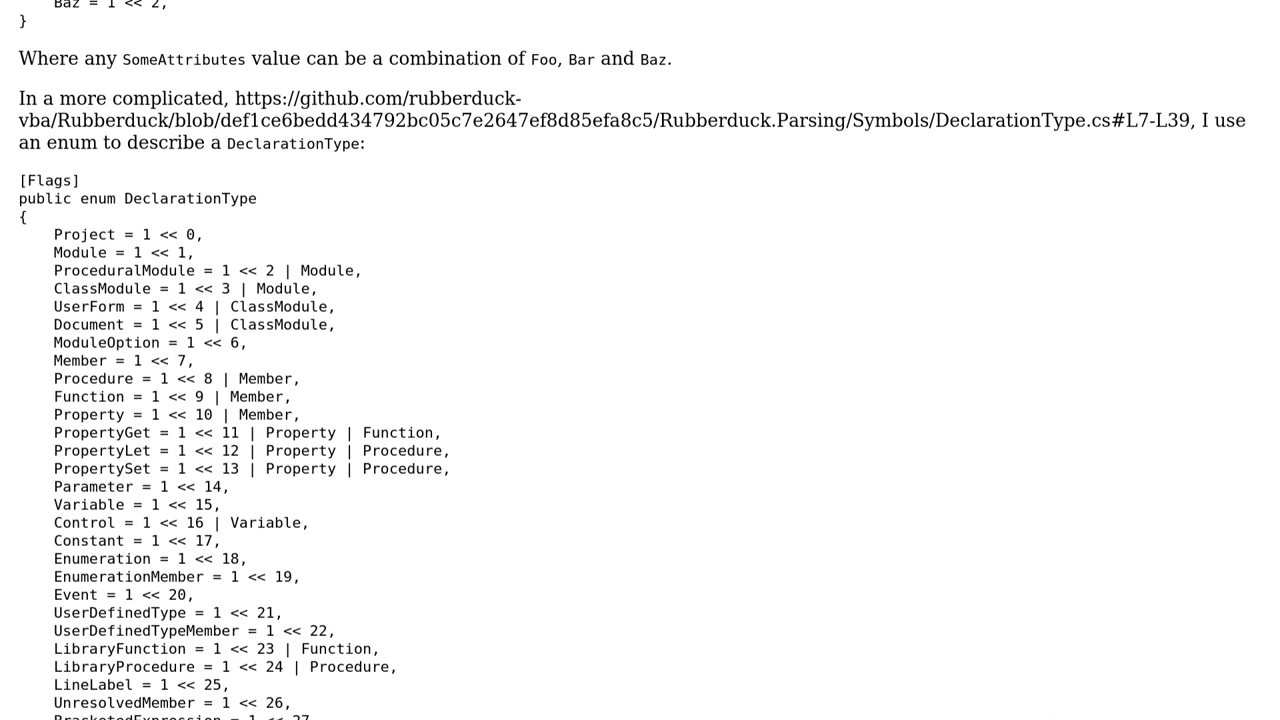 Baz = 1 << 2,
}
Where any SomeAttributes value can be a combination of Foo, Bar and Baz.
In a more complicated, https://github.com/rubberduck-
vba/Rubberduck/blob/def1ce6bedd434792bc05c7e2647ef8d85efa8c5/Rubberduck.Parsing/Symbols/DeclarationType.cs#L7-L39, I use
an enum to describe a DeclarationType:
[Flags]
public enum DeclarationType
{
    Project = 1 << 0,
    Module = 1 << 1,
    ProceduralModule = 1 << 2 | Module,
    ClassModule = 1 << 3 | Module,
    UserForm = 1 << 4 | ClassModule,
    Document = 1 << 5 | ClassModule,
    ModuleOption = 1 << 6,
    Member = 1 << 7,
    Procedure = 1 << 8 | Member,
    Function = 1 << 9 | Member,
    Property = 1 << 10 | Member,
    PropertyGet = 1 << 11 | Property | Function,
    PropertyLet = 1 << 12 | Property | Procedure,
    PropertySet = 1 << 13 | Property | Procedure,
    Parameter = 1 << 14,
    Variable = 1 << 15,
    Control = 1 << 16 | Variable,
    Constant = 1 << 17,
    Enumeration = 1 << 18,
    EnumerationMember = 1 << 19,
    Event = 1 << 20,
    UserDefinedType = 1 << 21,
    UserDefinedTypeMember = 1 << 22,
    LibraryFunction = 1 << 23 | Function,
    LibraryProcedure = 1 << 24 | Procedure,
    LineLabel = 1 << 25,
    UnresolvedMember = 1 << 26,
    BracketedExpression = 1 << 27